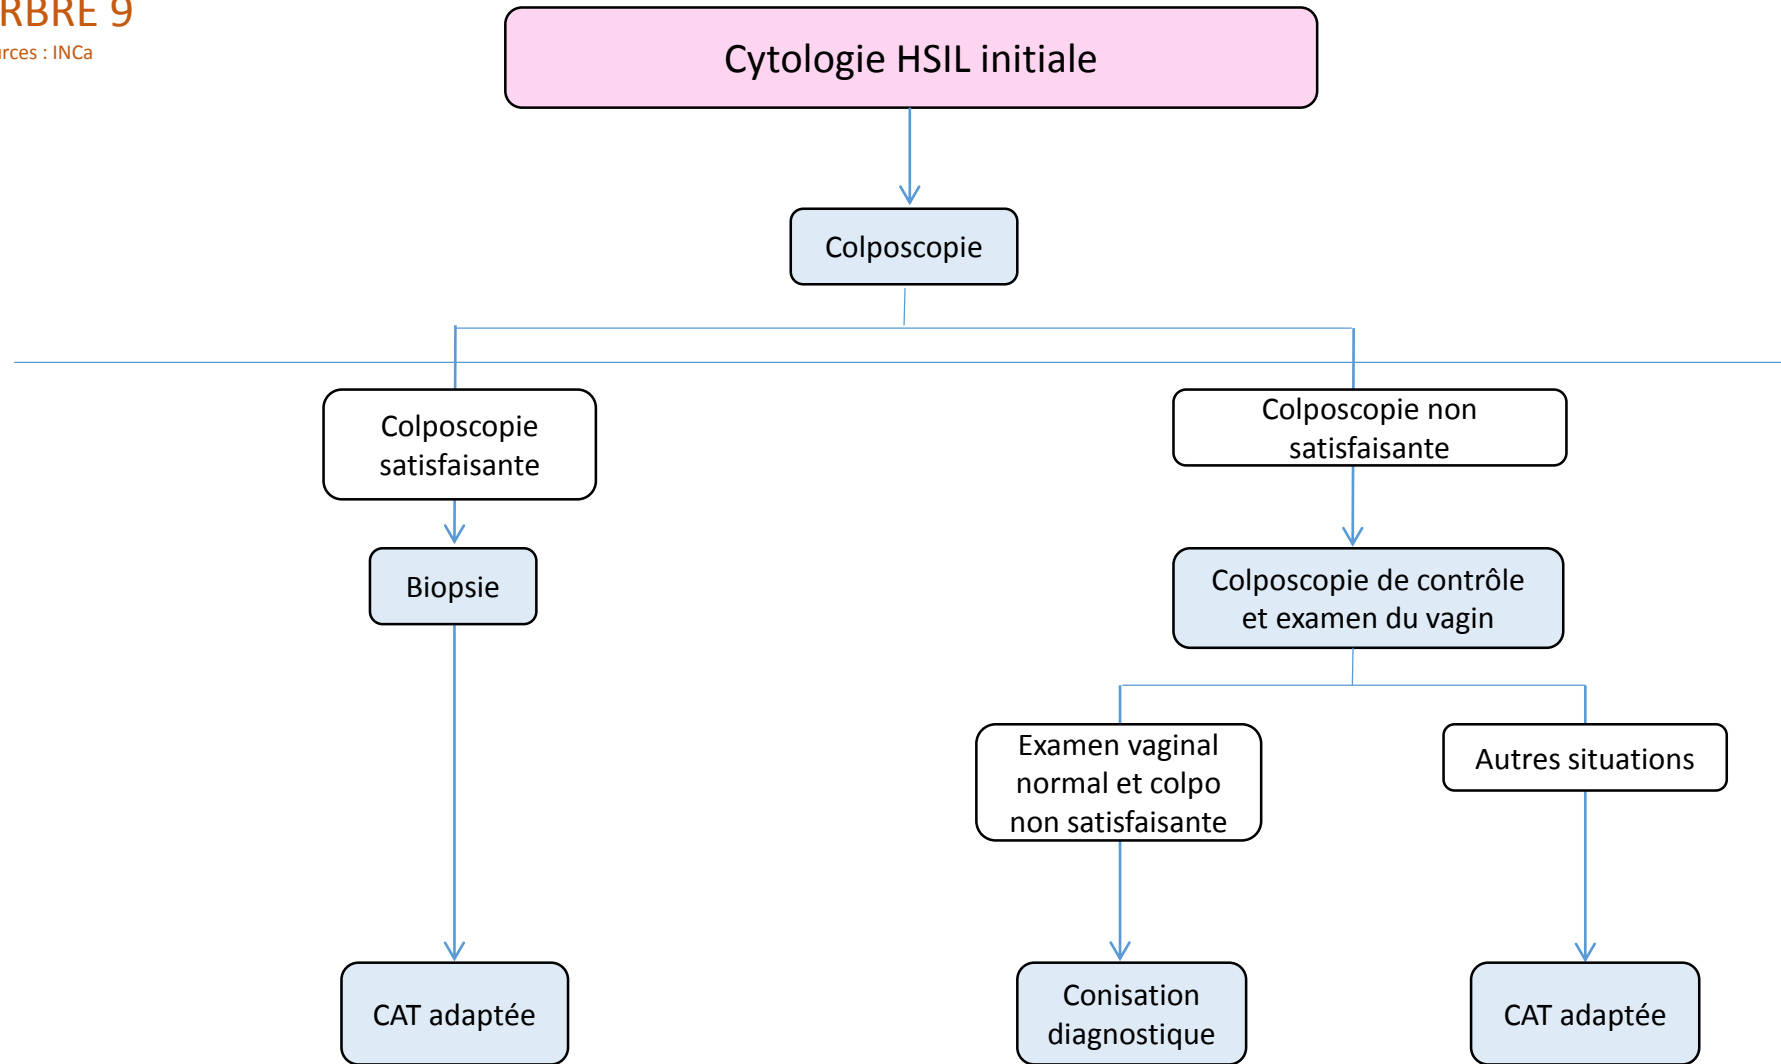 RBRE 9
rces : INCa
Cytologie HSIL initiale
Colposcopie
Colposcopie
satisfaisante
Colposcopie non
satisfaisante
Biopsie
Colposcopie de contrôle
et examen du vagin
Examen vaginal
normal et colpo
non satisfaisante
Autres situations
CAT adaptée
Conisation
diagnostique
CAT adaptée